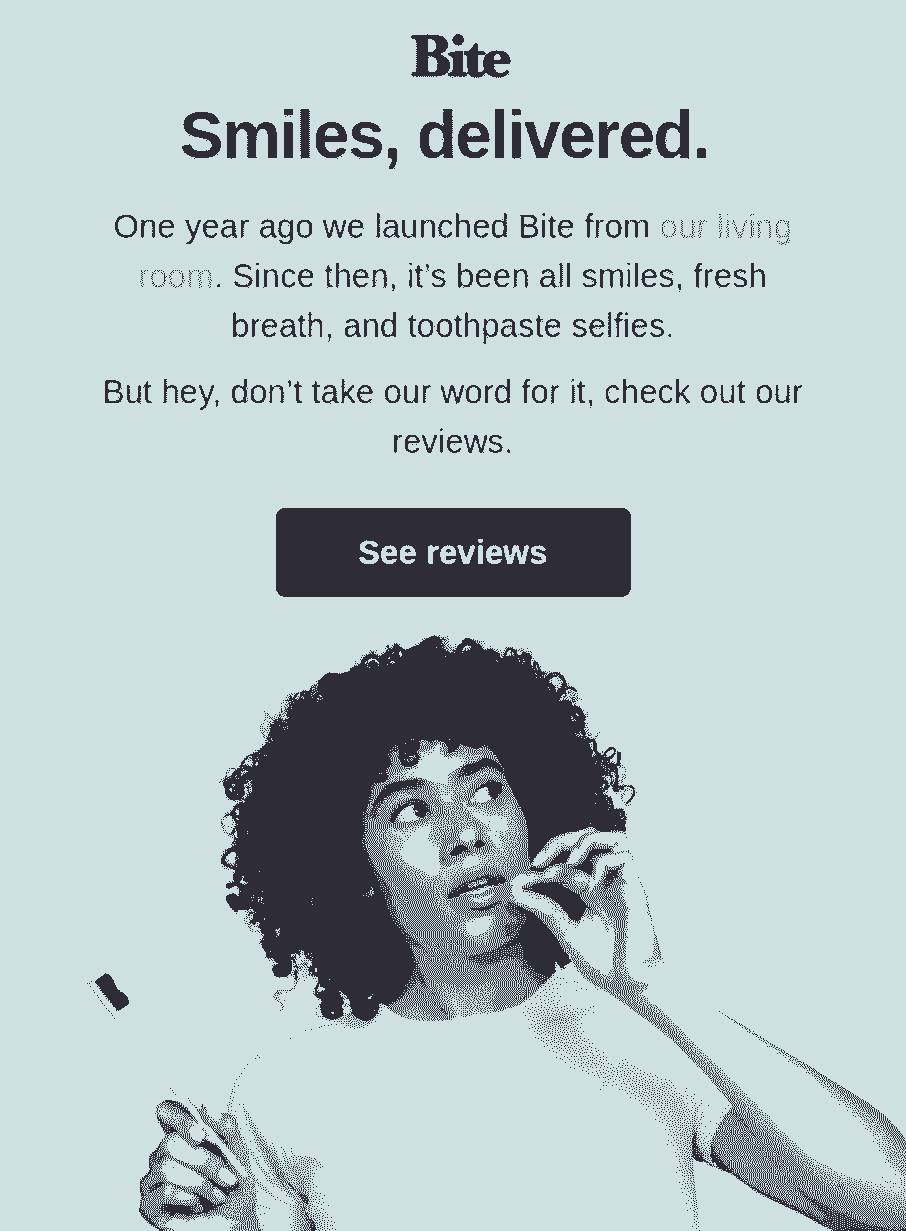 Bite
Smiles, delivered.
One year ago we launched Bite from our living
room. Since then, it’s been all smiles, fresh
breath, and toothpaste selfies.
But hey, don’t take our word for it, check out our
reviews.
See reviews